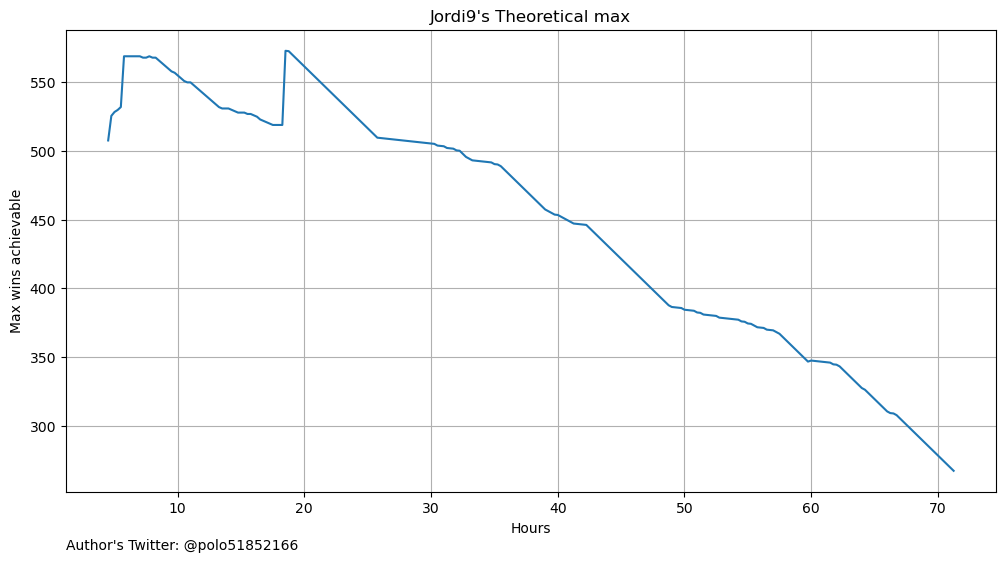 Jordi9's Theoretical max
Max wins achievable
550
500
450
400
350
300
10 20 30 40 50 60 70
Hours
Author's Twitter: @polo51852166